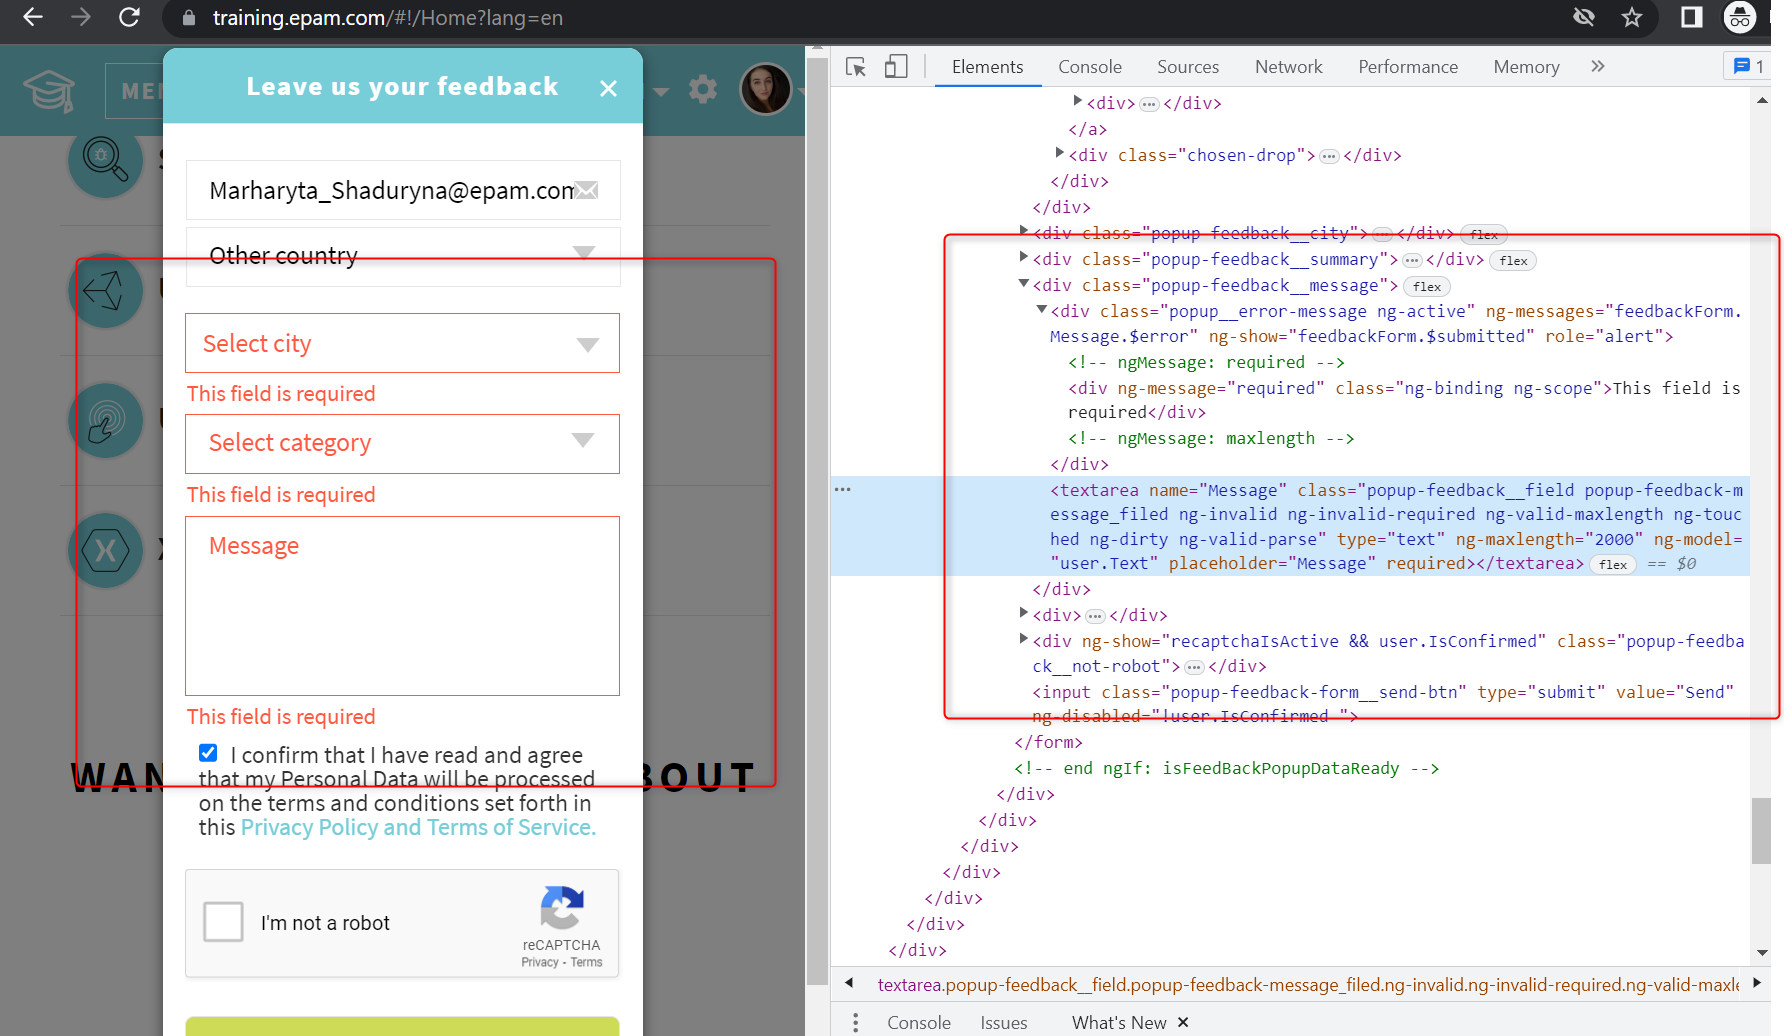 training.epam.com/#!/Home?lang=en
Leave us your feedback
Marharyta_Shaduryna@epam.com
Other country
Select city
This field is required
Select category
This field is required
Message
This field is required
I confirm that I have read and agree
that my Personal Data will be processed
on the terms and conditions set forth in
this Privacy Policy and Terms of Service.
I'm not a robot
reCAPTCHA
Privacy - Terms
Elements Console Sources Network Performance Memory » 1
<div> ••• </div>
</a>
<div class="chosen-drop"> ••• </div>
</div>
</div>
<div class="popup-feedback__city"> ••• </div> flex
<div class="popup-feedback__summary"> ••• </div> flex
<div class="popup-feedback__message"> flex
<div class="popup__error-message ng-active" ng-messages="feedbackForm.
Message.$error" ng-show="feedbackForm.$submitted" role="alert">
<!-- ngMessage: required -->
<div ng-message="required" class="ng-binding ng-scope">This field is
required</div>
<!-- ngMessage: maxlength -->
</div>
<textarea name="Message" class="popup-feedback__field popup-feedback-m
essage_filed ng-invalid ng-invalid-required ng-valid-maxlength ng-touc
hed ng-dirty ng-valid-parse" type="text" ng-maxlength="2000" ng-model=
"user.Text" placeholder="Message" required></textarea> flex == $0
</div>
<div> ••• </div>
<div ng-show="recaptchaIsActive && user.IsConfirmed" class="popup-feedba
ck__not-robot"> ••• </div>
<input class="popup-feedback-form__send-btn" type="submit" value="Send"
ng-disabled="!user.IsConfirmed ">
</form>
<!-- end ngIf: isFeedBackPopupDataReady -->
</div>
</div>
</div>
</div>
</div>
</div>
</div>
textarea.popup-feedback__field.popup-feedback-message_filed.ng-invalid.ng-invalid-required.ng-valid-maxle
Console Issues What's New ×